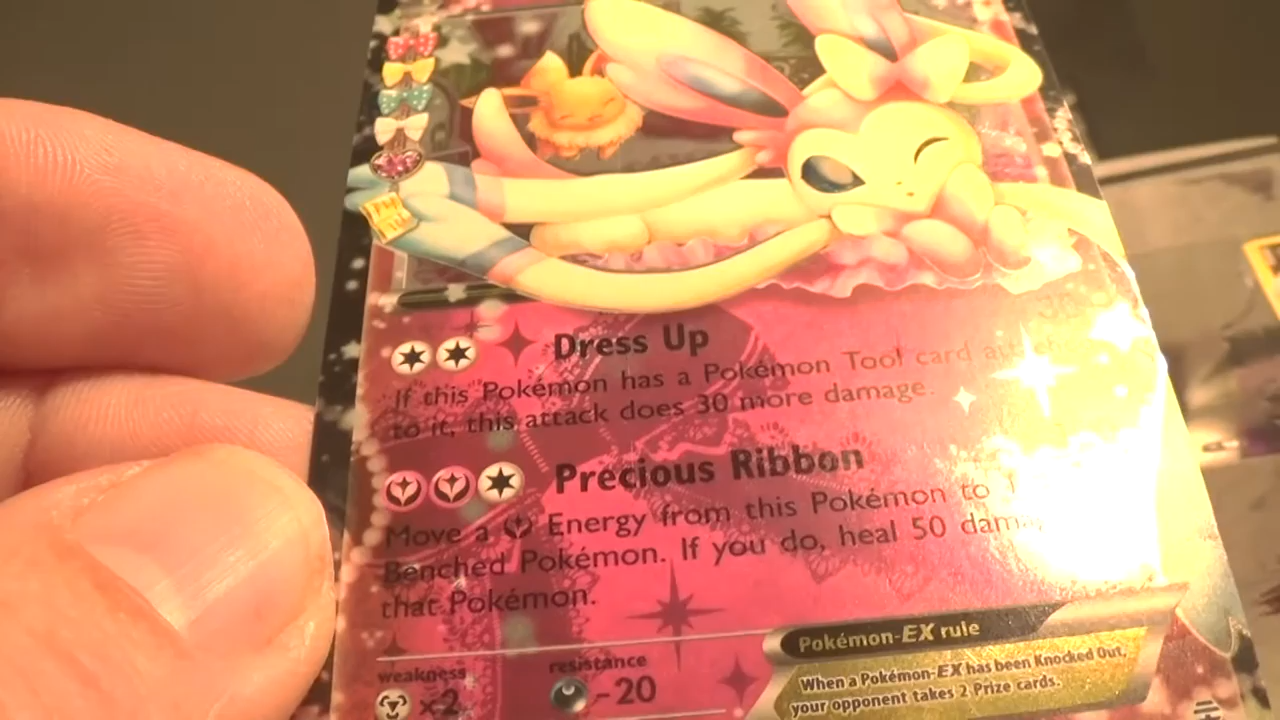 Dress Up
If this Pokémon has a Pokémon Tool card
to it, this attack does 30 more damage.
Precious Ribbon
Move a Energy from this Pokémon to
Benched Pokémon. If you do, heal 50
that Pokémon.
weakness
×2
resistance
-20
Pokémon-EX rule
When a Pokémon-EX has been Knocked Out,
your opponent takes 2 Prize cards.